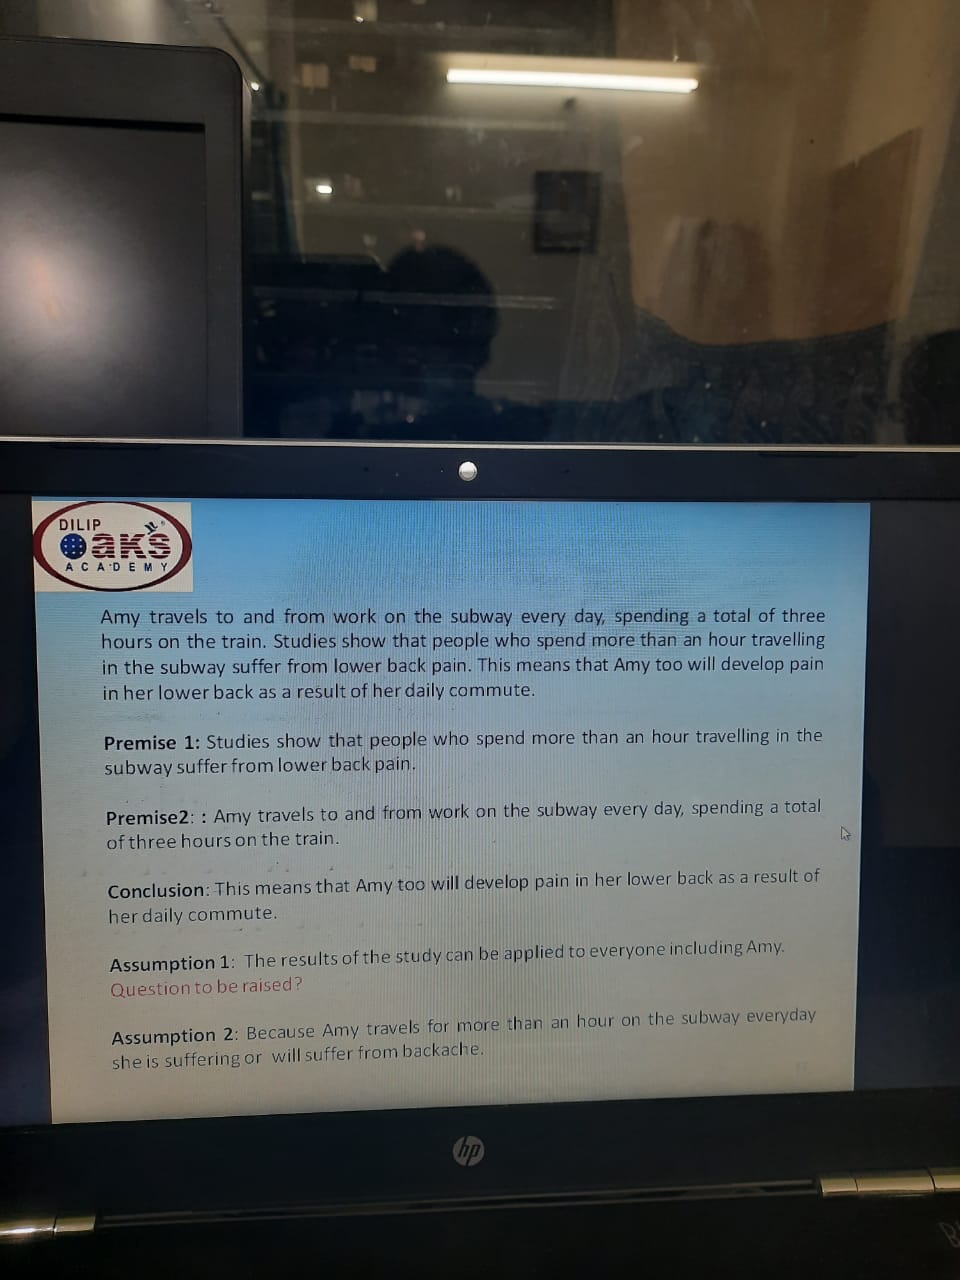 DILIP
aks
ACADEMY
Amy travels to and from work on the subway every day, spending a total of three
hours on the train. Studies show that people who spend more than an hour travelling
in the subway suffer from lower back pain. This means that Amy too will develop pain
in her lower back as a result of her daily commute.
Premise 1: Studies show that people who spend more than an hour travelling in the
subway suffer from lower back pain.
Premise2: : Amy travels to and from work on the subway every day, spending a total
of three hours on the train.
Conclusion: This means that Amy too will develop pain in her lower back as a result of
her daily commute.
Assumption 1: The results of the study can be applied to everyone including Amy.
Question to be raised?
Assumption 2: Because Amy travels for more than an hour on the subway everyday
she is suffering or will suffer from backache.
hp